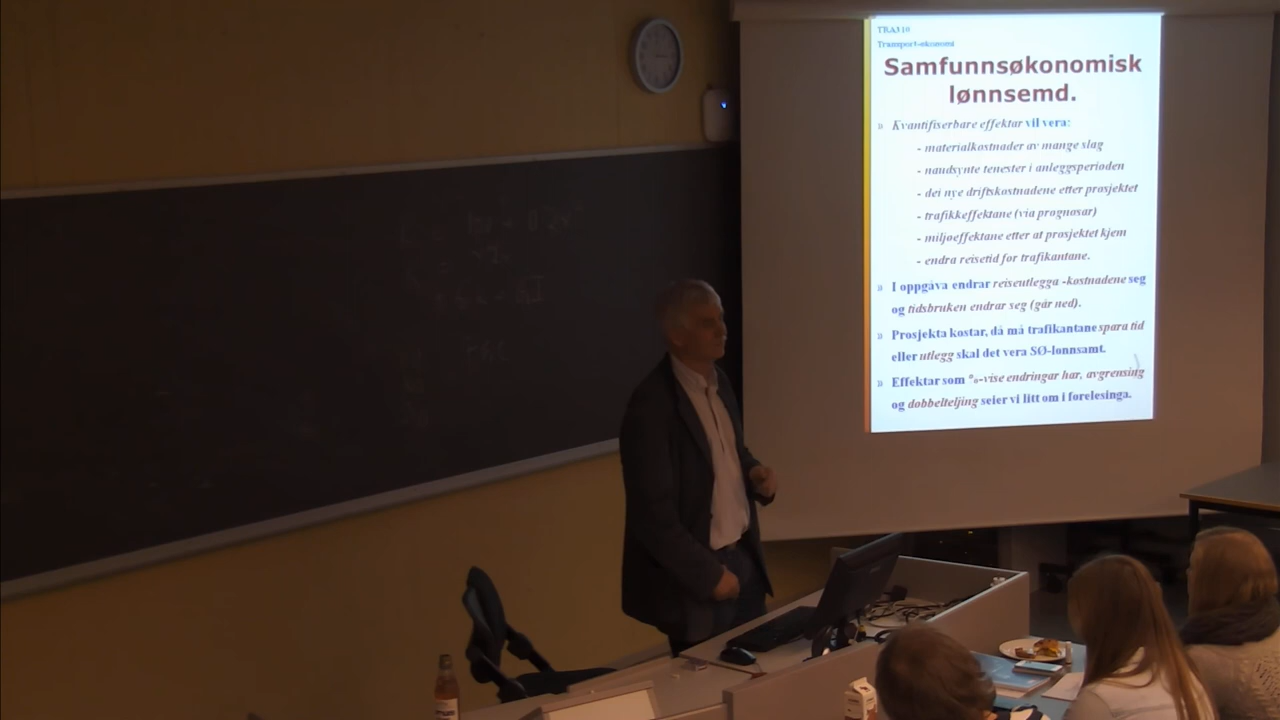 TRA310
Transport-økonomi
Samfunnsøkonomisk
lønnsemd.
» Kvantifiserbare effektar vil vera:
- materialkostnader av mange slag
- naudsynte tenester i anleggsperioden
- dei nye driftskostnadene etter prosjektet
- trafikkeffektane (via prognosar)
- miljøeffektane etter at prosjektet kjem
- endra reisetid for trafikantane.
» I oppgåva endrar reiseutlegga -kostnadene seg
og tidsbruken endrar seg (går ned).
» Prosjekta kostar, då må trafikantane spara tid
eller utlegg skal det vera SØ-lønnsamt.
» Effektar som %-vise endringar har, avgrensing
og dobbelteljing seier vi litt om i førelesinga.